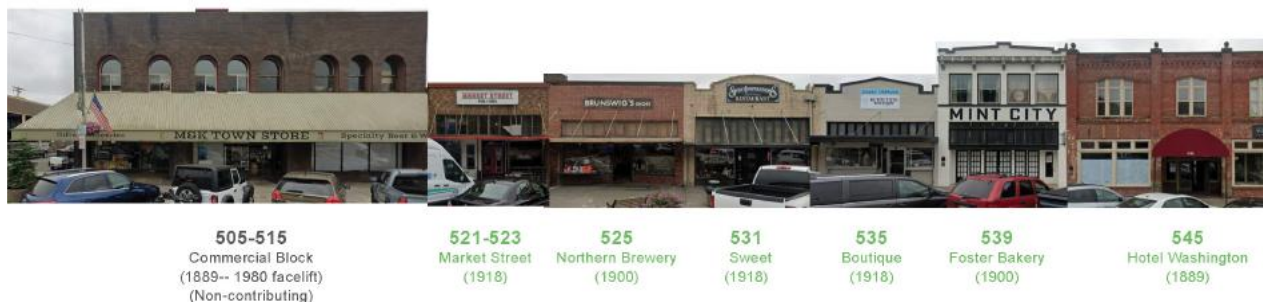 M&K TOWN STORE
Specialty Beer & W
MARKET STREET
BRUNSWIG'S
RESTAURANT
MINT CITY
505-515
Commercial Block
(1889-- 1980 facelift)
(Non-contributing)
521-523
Market Street
(1918)
525
Northern Brewery
(1900)
531
Sweet
(1918)
535
Boutique
(1918)
539
Foster Bakery
(1900)
545
Hotel Washington
(1889)